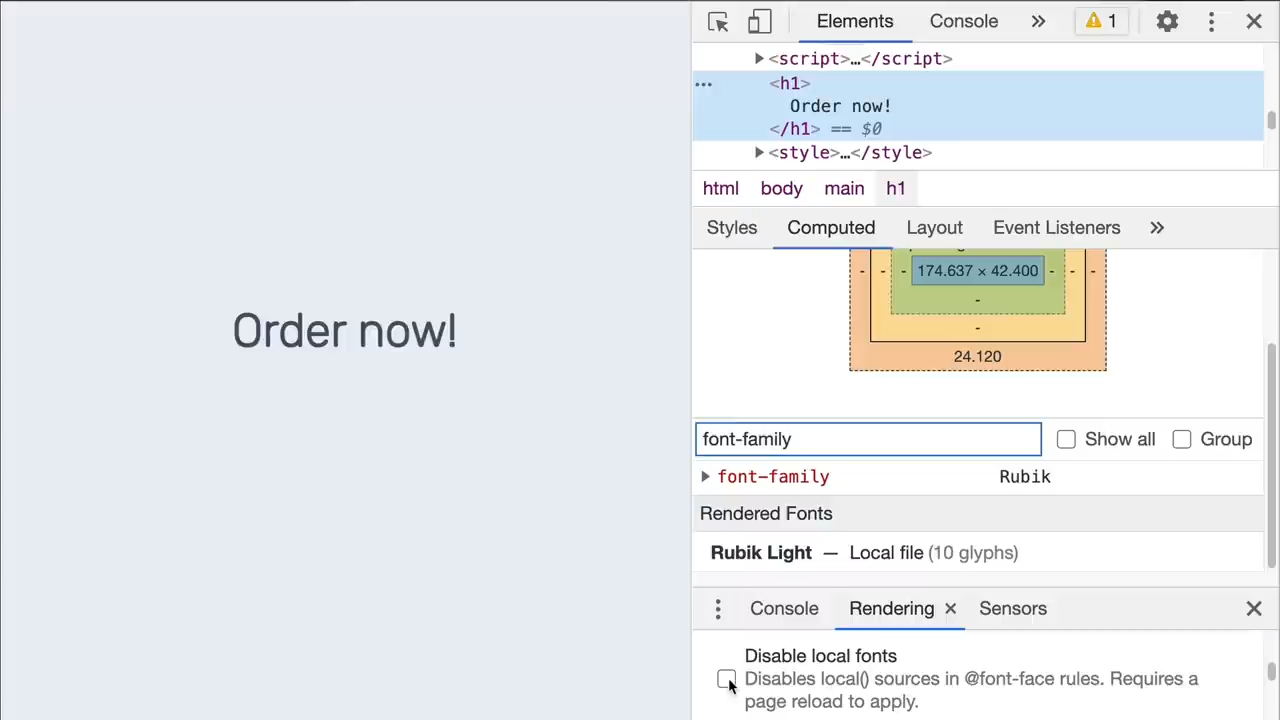 Elements Console » 1
<script>…</script>
… <h1>
Order now!
</h1> == $0
<style>…</style>
html body main h1
Styles Computed Layout Event Listeners »
- - - 174.637 × 42.400 - - -
-
-
24.120
Order now!
font-family Show all Group
font-family Rubik
Rendered Fonts
Rubik Light — Local file (10 glyphs)
Console Rendering × Sensors ×
Disable local fonts
Disables local() sources in @font-face rules. Requires a
page reload to apply.